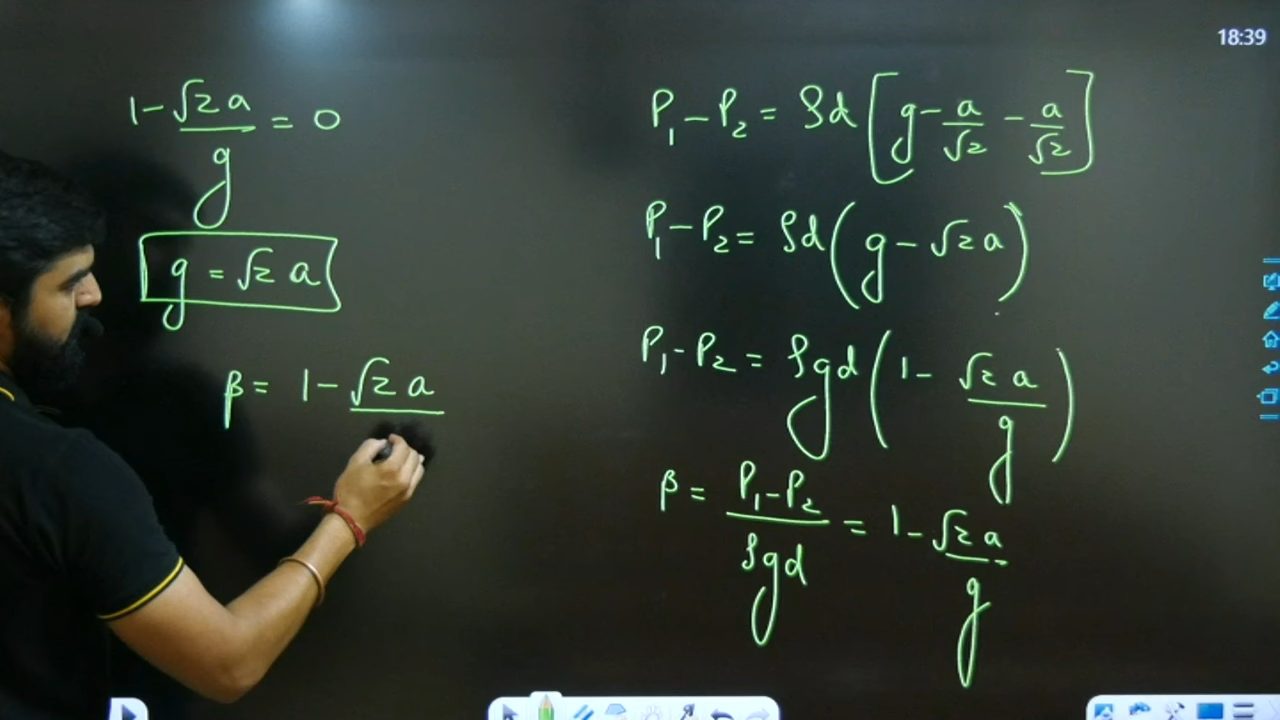 1 - √2 a / g = 0
g = √2 a
β = 1 - √2 a
18:39
P₁ - P₂ = ρd [g - a/√2 - a/√2]
P₁ - P₂ = ρd (g - √2 a)
P₁ - P₂ = ρgd (1 - √2 a / g)
β = P₁ - P₂ / ρgd = 1 - √2 a / g